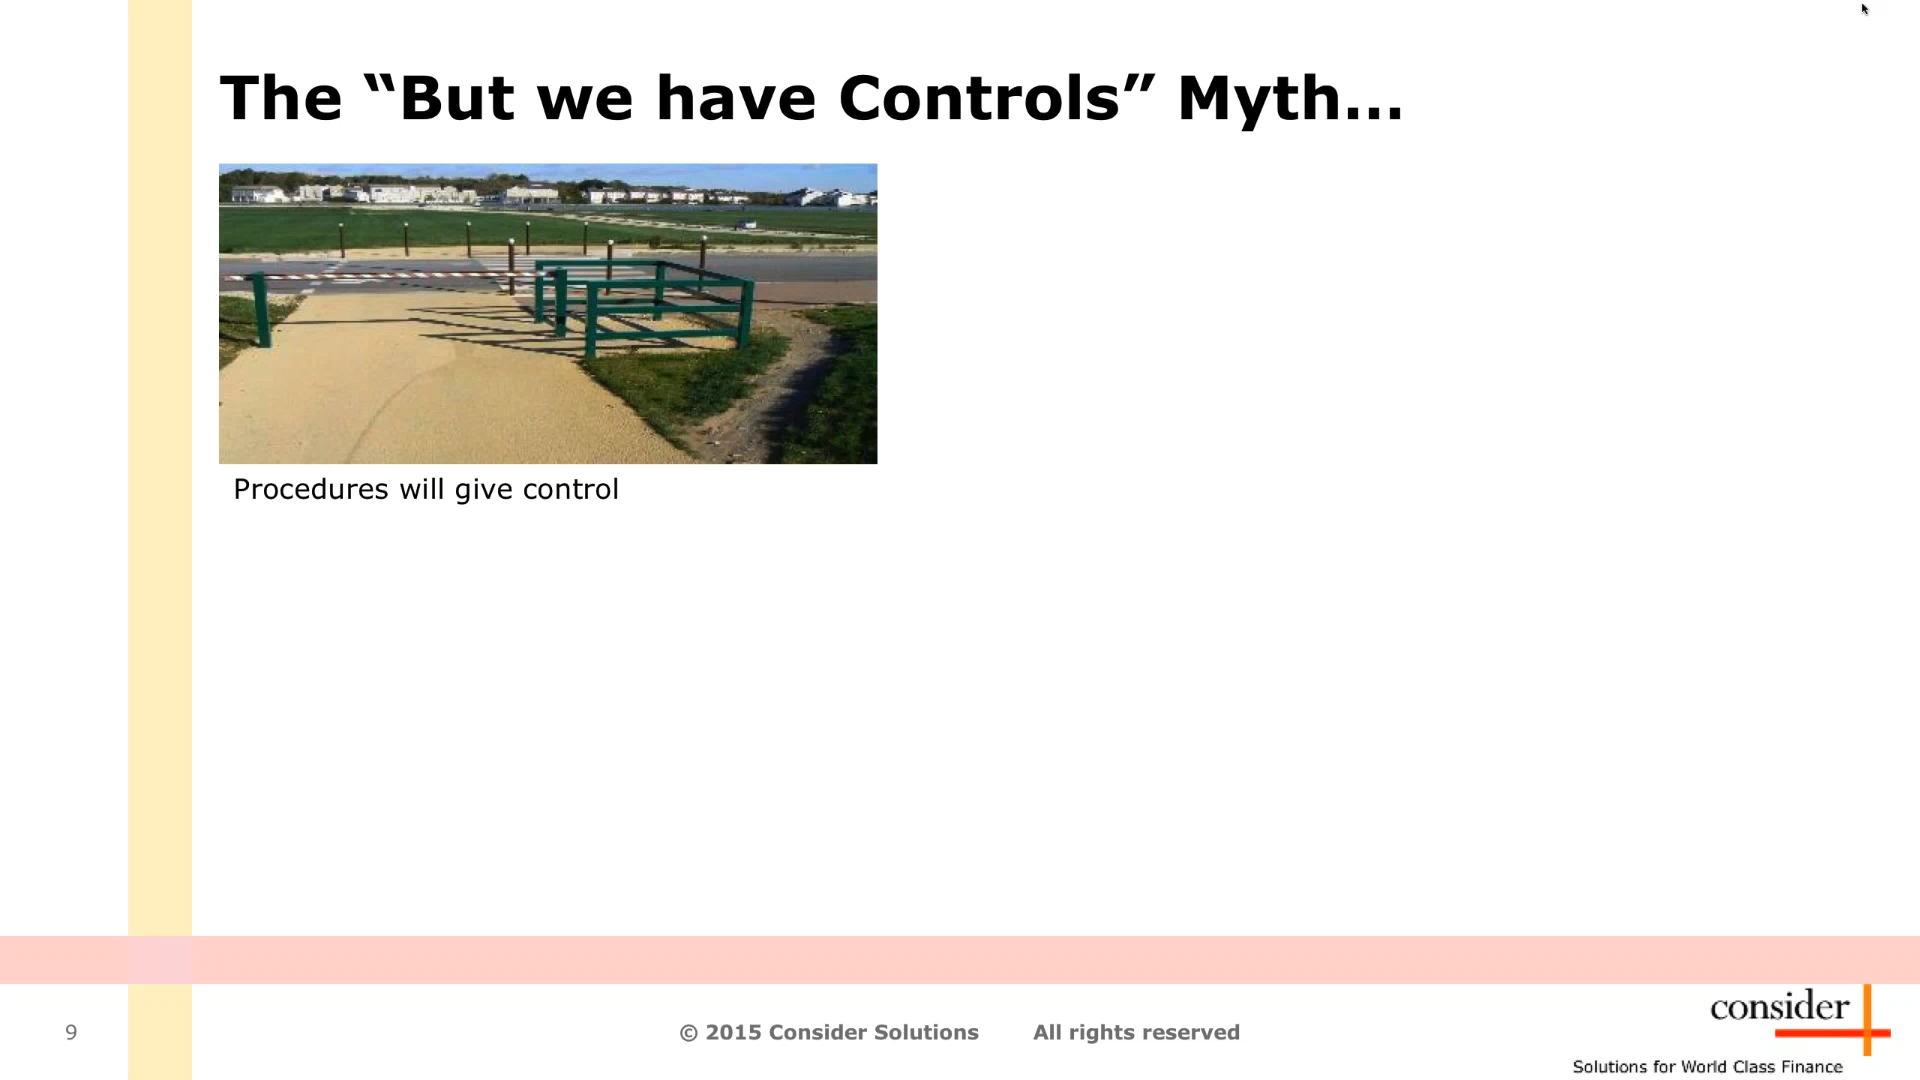 The “But we have Controls” Myth...
Procedures will give control
9
© 2015 Consider Solutions All rights reserved
consider
Solutions for World Class Finance